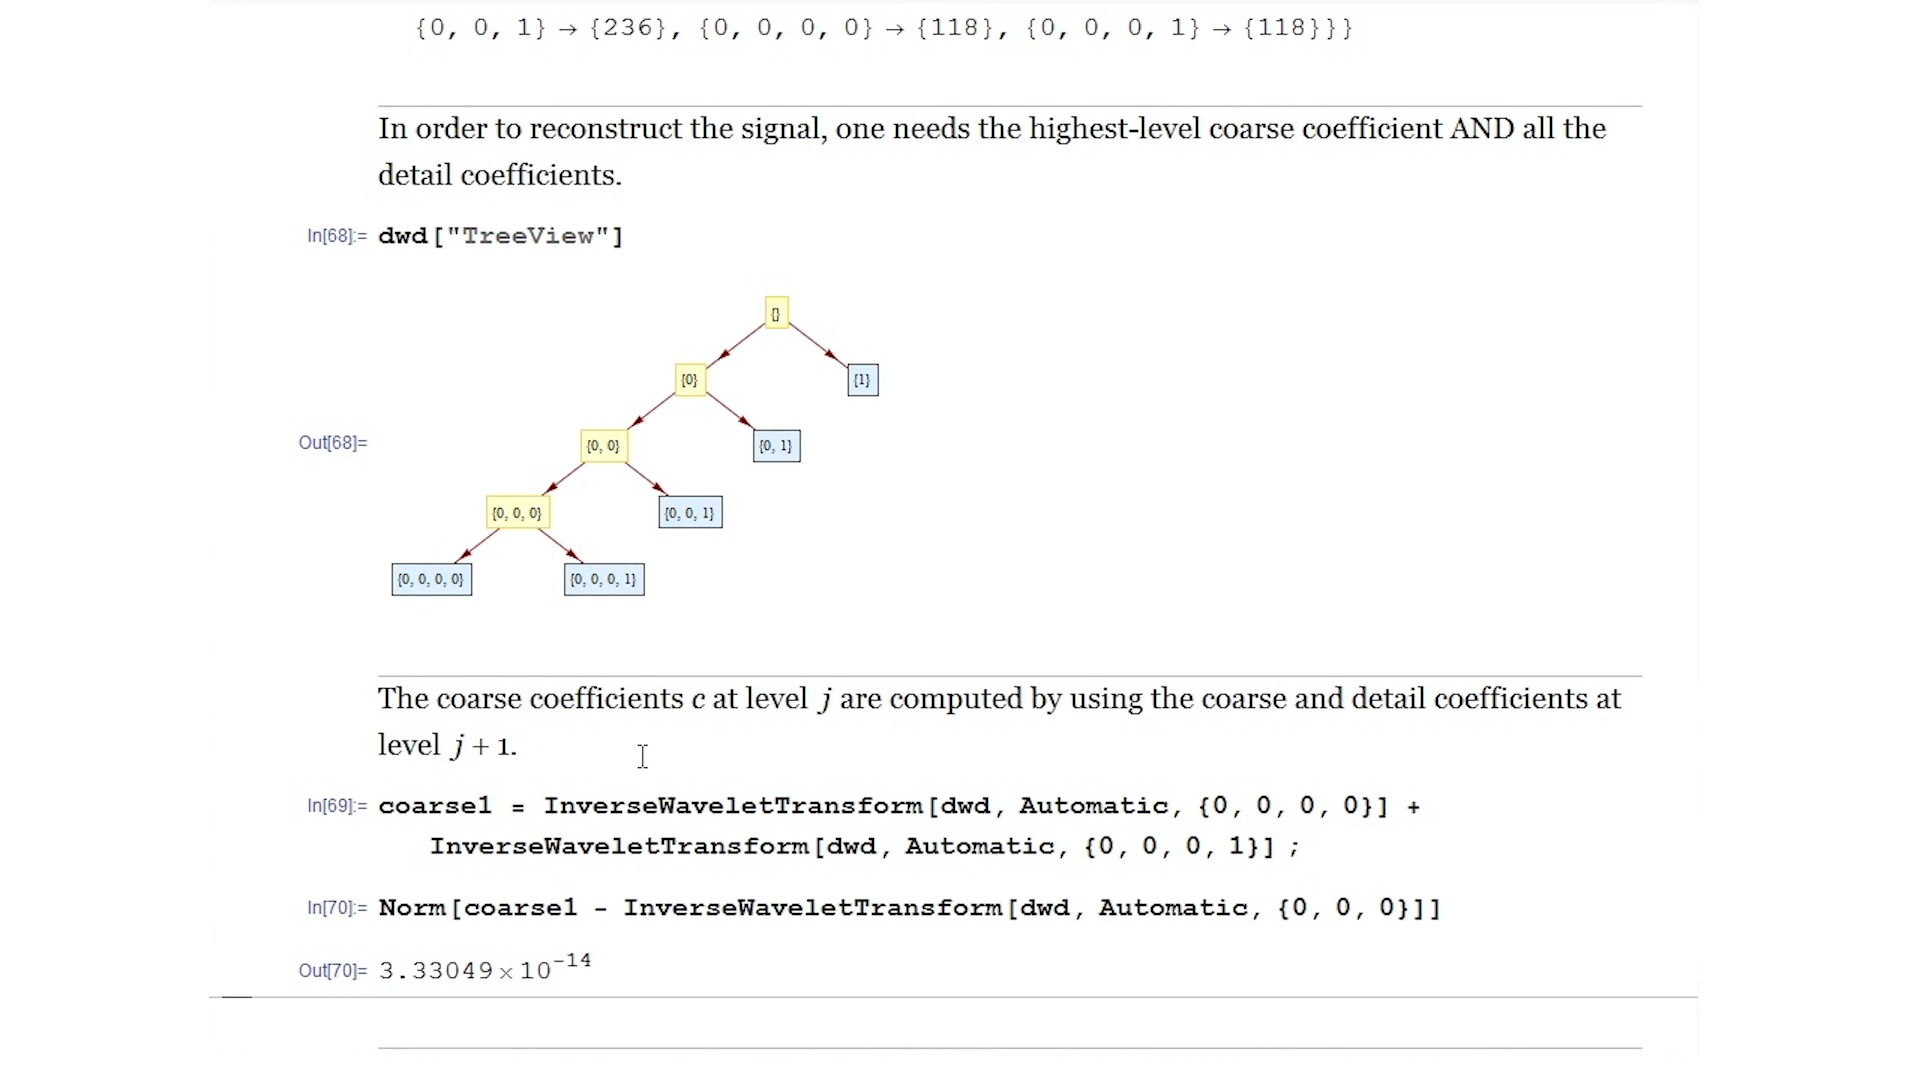 {0, 0, 1} → {236}, {0, 0, 0, 0} → {118}, {0, 0, 0, 1} → {118}}}
In order to reconstruct the signal, one needs the highest-level coarse coefficient AND all the
detail coefficients.
In[68]:= dwd["TreeView"]
{}
{0}
{1}
{0, 0}
{0, 1}
Out[68]=
{0, 0, 0}
{0, 0, 1}
{0, 0, 0, 0}
{0, 0, 0, 1}
The coarse coefficients c at level j are computed by using the coarse and detail coefficients at
level j + 1.
In[69]:= coarse1 = InverseWaveletTransform[dwd, Automatic, {0, 0, 0, 0}] +
InverseWaveletTransform[dwd, Automatic, {0, 0, 0, 1}] ;
In[70]:= Norm[coarse1 - InverseWaveletTransform[dwd, Automatic, {0, 0, 0}]]
Out[70]= 3.33049×10⁻¹⁴